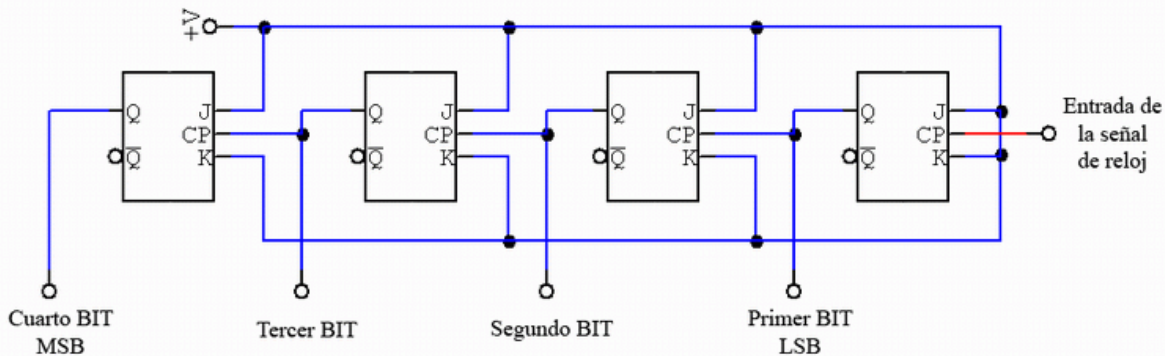 +V
Q J
CP
Q K
Q J
CP
Q K
Q J
CP
Q K
Q J
CP
Q K
Entrada de
la señal
de reloj
Cuarto BIT
MSB
Tercer BIT
Segundo BIT
Primer BIT
LSB